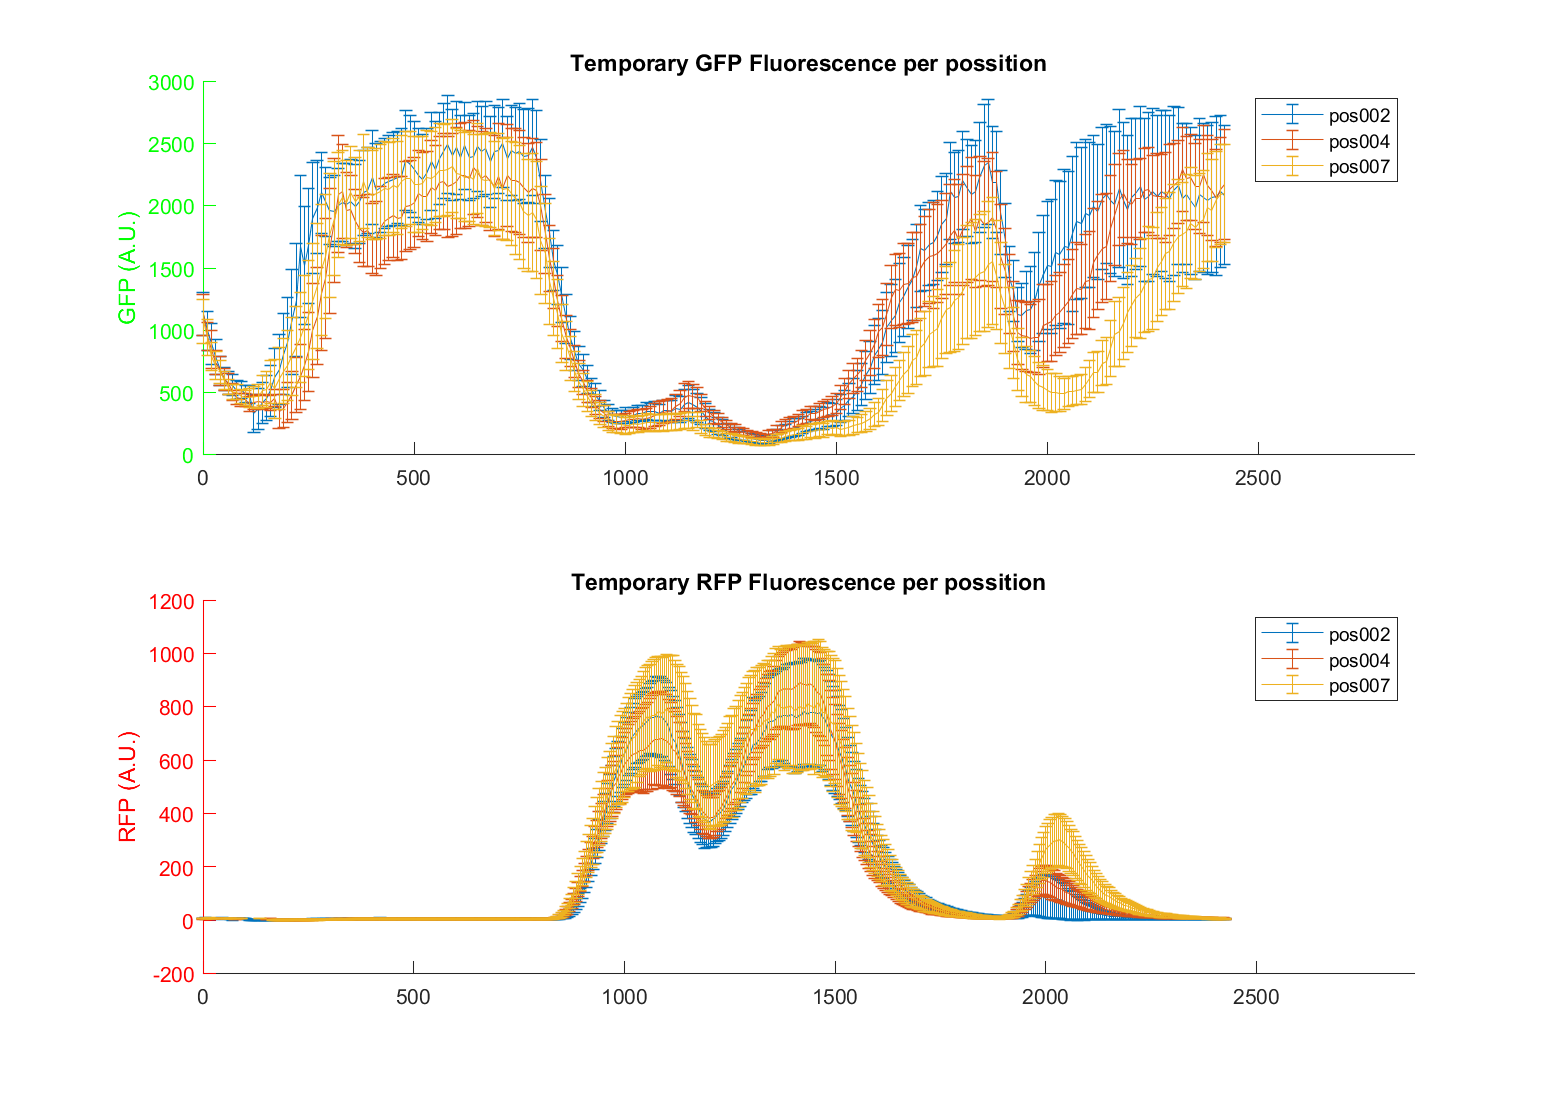 Temporary GFP Fluorescence per possition
3000
2500
2000
1500
1000
500
0
GFP (A.U.)
0 500 1000 1500 2000 2500
pos002
pos004
pos007
Temporary RFP Fluorescence per possition
1200
1000
800
600
400
200
0
-200
RFP (A.U.)
0 500 1000 1500 2000 2500
pos002
pos004
pos007